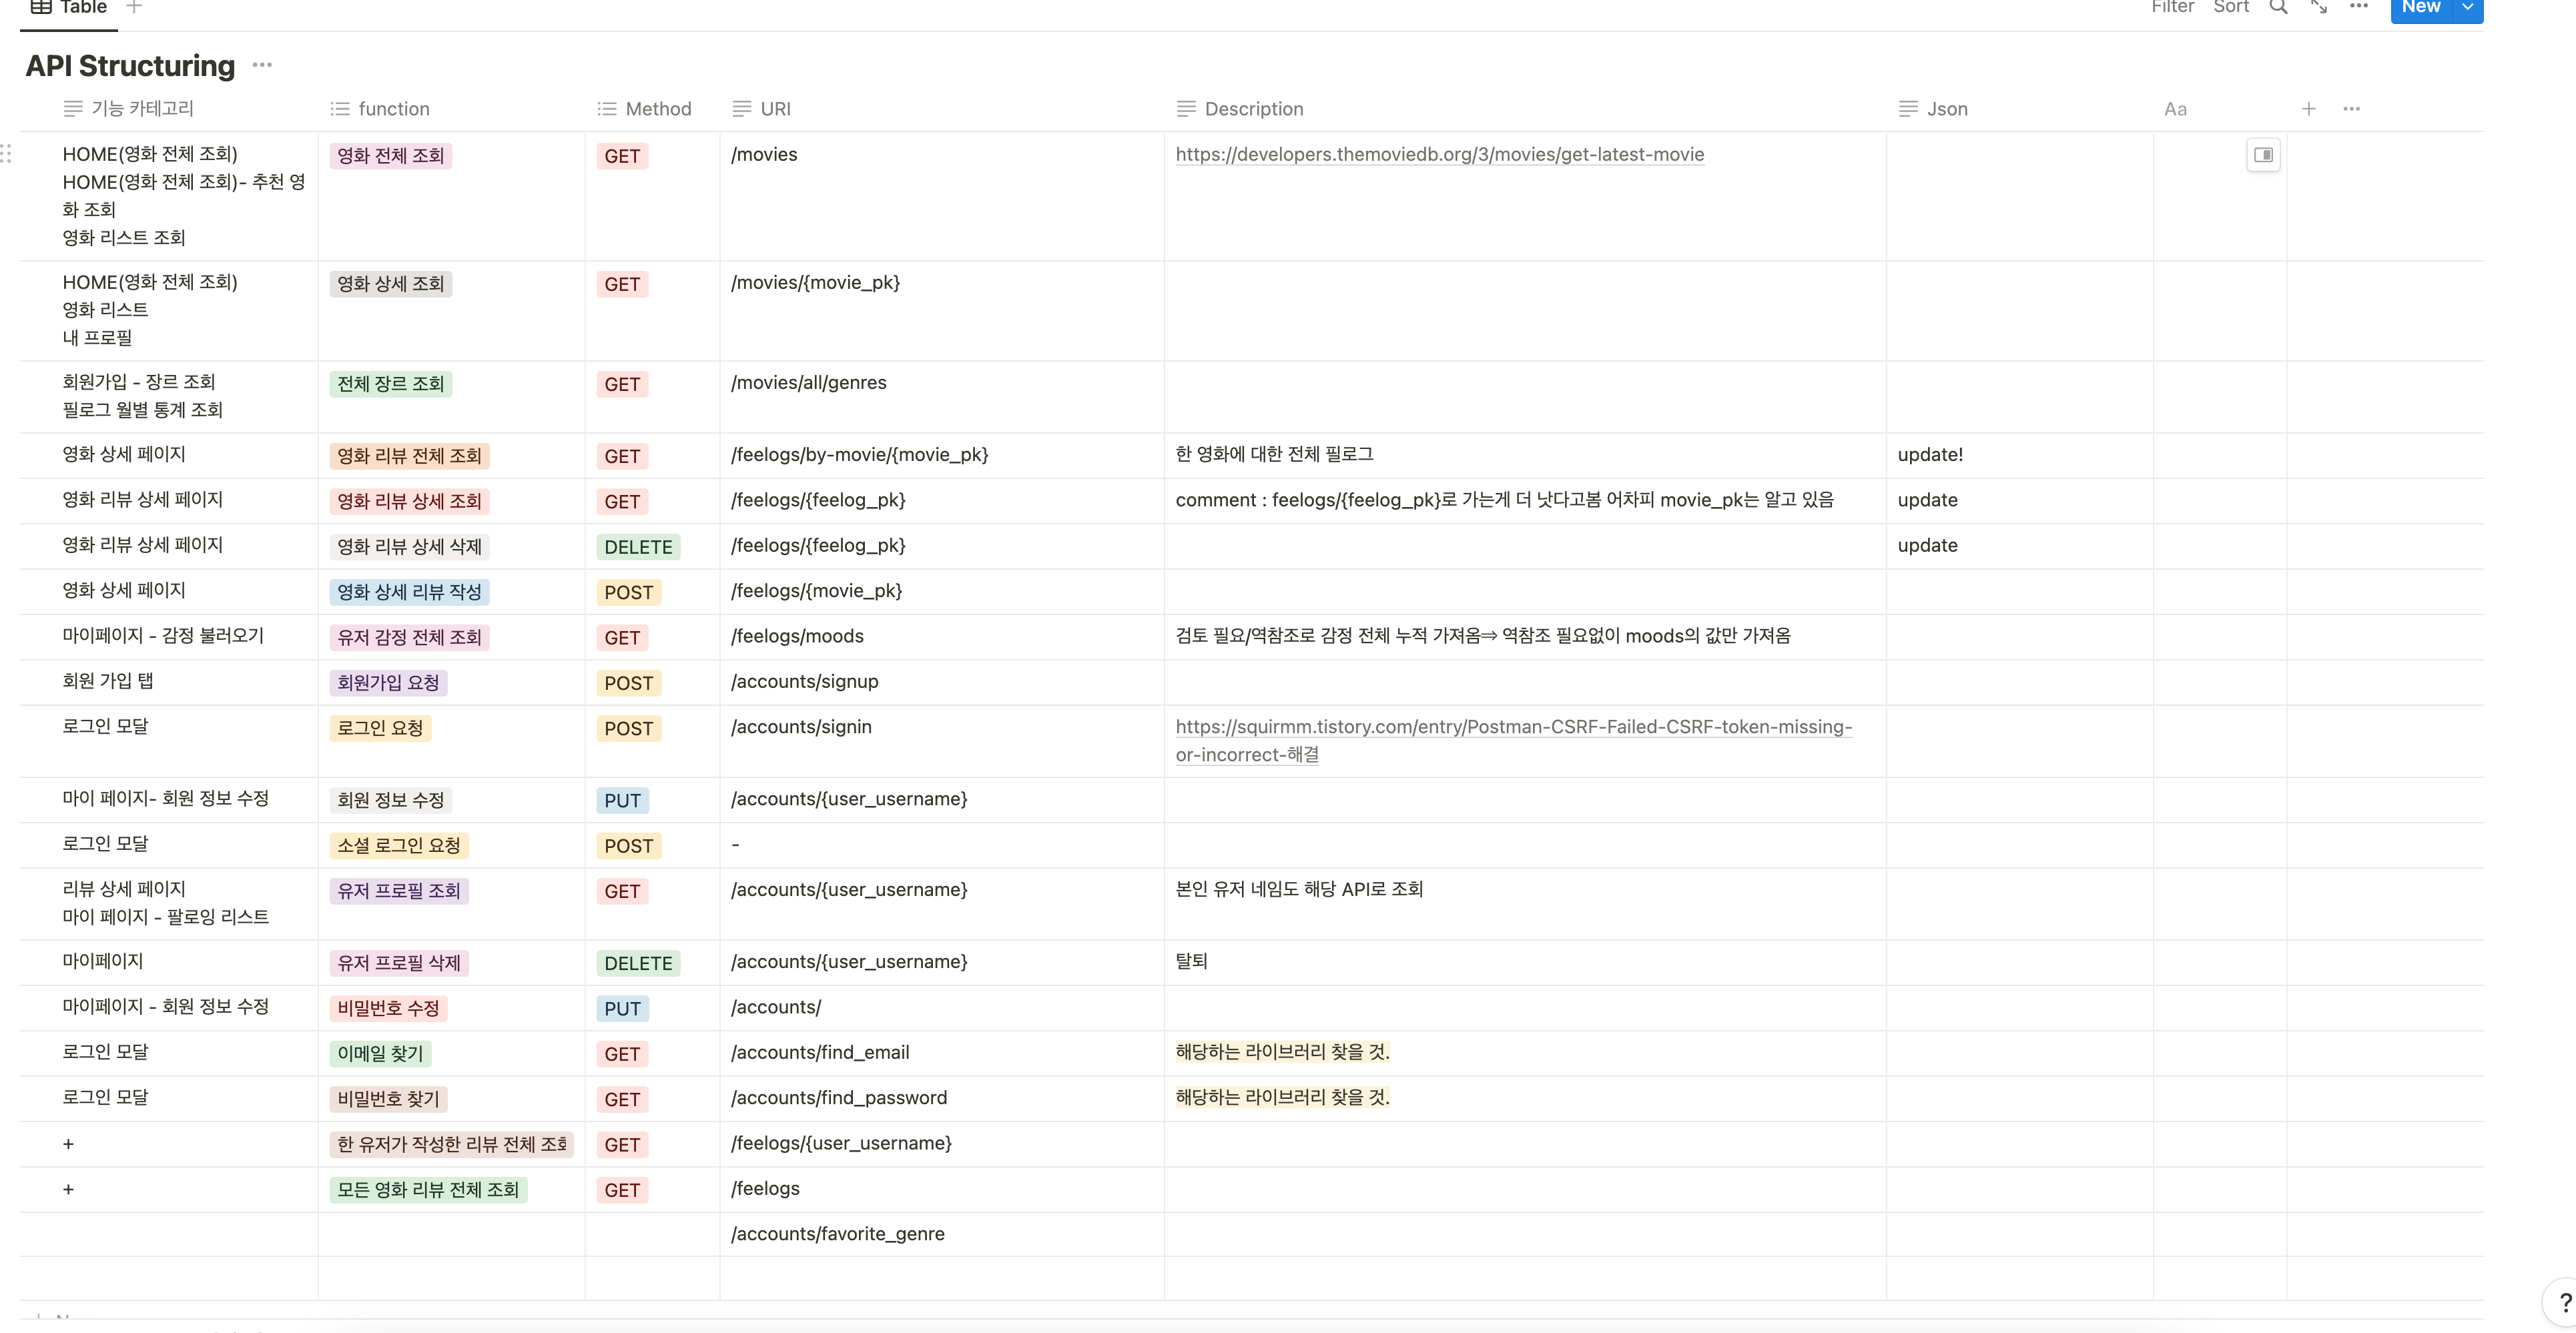 Table
Filter Sort New
API Structuring
기능 카테고리 function Method URI Description Json Aa
HOME(영화 전체 조회) 영화 전체 조회 GET /movies https://developers.themoviedb.org/3/movies/get-latest-movie
HOME(영화 전체 조회)- 추천 영
화 조회
영화 리스트 조회
HOME(영화 전체 조회) 영화 상세 조회 GET /movies/{movie_pk}
영화 리스트
내 프로필
회원가입 - 장르 조회 전체 장르 조회 GET /movies/all/genres
필로그 월별 통계 조회
영화 상세 페이지 영화 리뷰 전체 조회 GET /feelogs/by-movie/{movie_pk} 한 영화에 대한 전체 필로그 update!
영화 리뷰 상세 페이지 영화 리뷰 상세 조회 GET /feelogs/{feelog_pk} comment : feelogs/{feelog_pk}로 가는게 더 낫다고봄 어차피 movie_pk는 알고 있음 update
영화 리뷰 상세 페이지 영화 리뷰 상세 삭제 DELETE /feelogs/{feelog_pk} update
영화 상세 페이지 영화 상세 리뷰 작성 POST /feelogs/{movie_pk}
마이페이지 - 감정 불러오기 유저 감정 전체 조회 GET /feelogs/moods 검토 필요/역참조로 감정 전체 누적 가져옴⇒ 역참조 필요없이 moods의 값만 가져옴
회원 가입 탭 회원가입 요청 POST /accounts/signup
로그인 모달 로그인 요청 POST /accounts/signin https://squirmm.tistory.com/entry/Postman-CSRF-Failed-CSRF-token-missing-
or-incorrect-해결
마이 페이지- 회원 정보 수정 회원 정보 수정 PUT /accounts/{user_username}
로그인 모달 소셜 로그인 요청 POST -
리뷰 상세 페이지 유저 프로필 조회 GET /accounts/{user_username} 본인 유저 네임도 해당 API로 조회
마이 페이지 - 팔로잉 리스트
마이페이지 유저 프로필 삭제 DELETE /accounts/{user_username} 탈퇴
마이페이지 - 회원 정보 수정 비밀번호 수정 PUT /accounts/
로그인 모달 이메일 찾기 GET /accounts/find_email 해당하는 라이브러리 찾을 것.
로그인 모달 비밀번호 찾기 GET /accounts/find_password 해당하는 라이브러리 찾을 것.
+ 한 유저가 작성한 리뷰 전체 조회 GET /feelogs/{user_username}
+ 모든 영화 리뷰 전체 조회 GET /feelogs
/accounts/favorite_genre
?